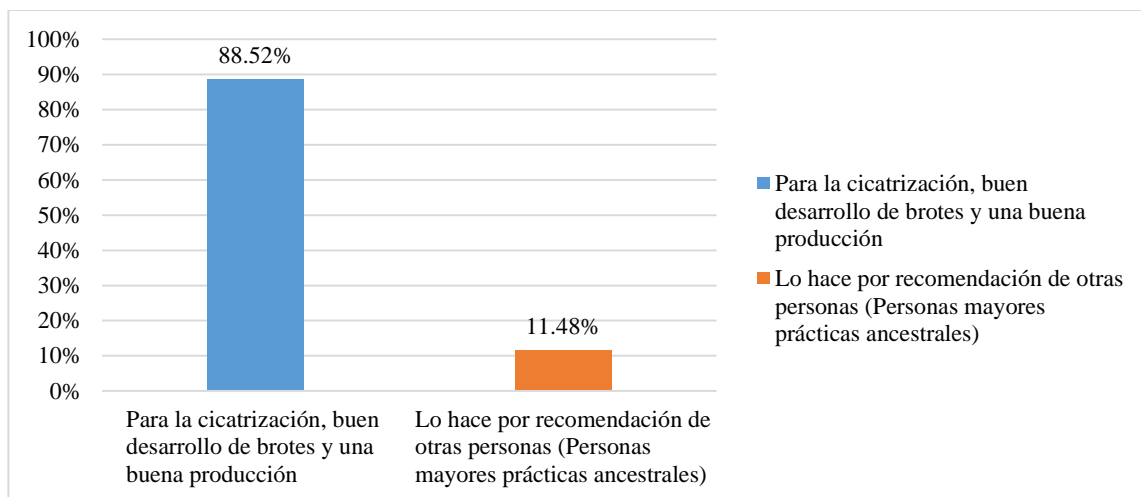 100%
90%
80%
70%
60%
50%
40%
30%
20%
10%
0%
88.52%
11.48%
Para la cicatrización, buen
desarrollo de brotes y una
buena producción
Lo hace por recomendación de
otras personas (Personas
mayores prácticas ancestrales)
Para la cicatrización, buen
desarrollo de brotes y una buena
producción
Lo hace por recomendación de otras
personas (Personas mayores
prácticas ancestrales)